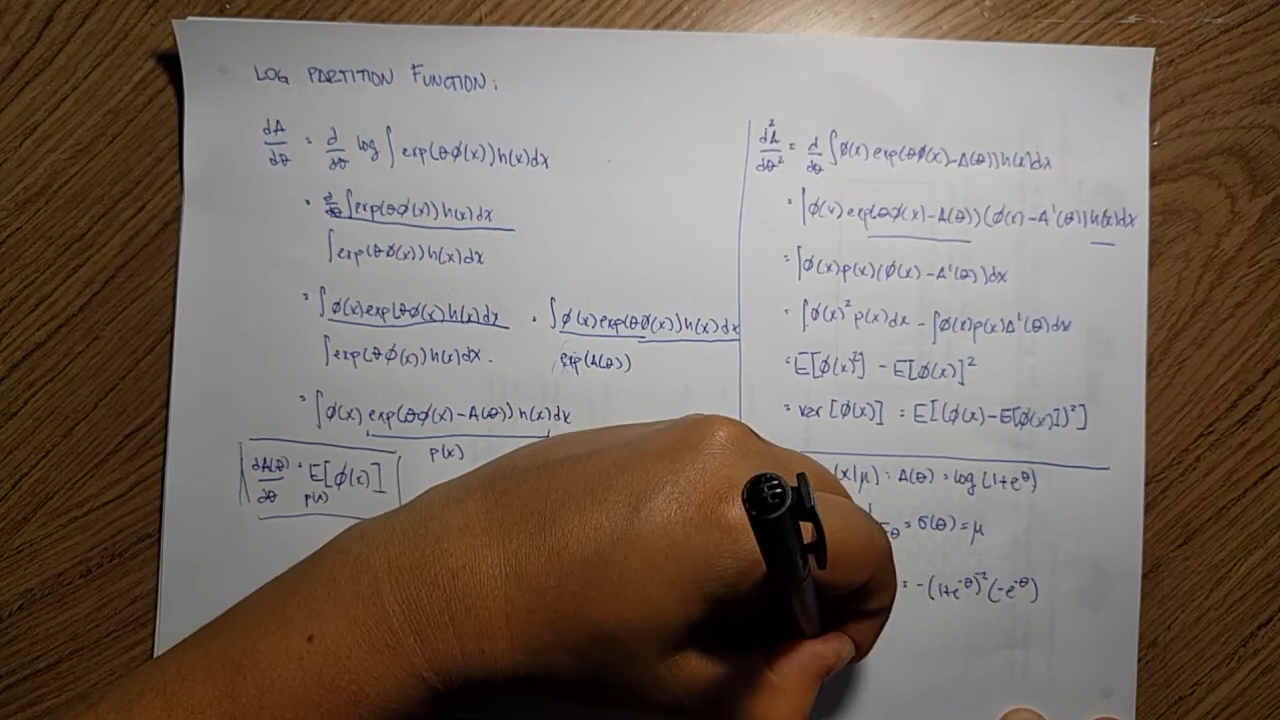 LOG PARTITION FUNCTION:
dA/dθ = d/dθ log ∫ exp(θϕ(x))h(x)dx
= d/dθ ∫exp(θϕ(x))h(x)dx / ∫exp(θϕ(x))h(x)dx
= ∫ϕ(x)exp(θϕ(x))h(x)dx / ∫exp(θϕ(x))h(x)dx. = ∫ϕ(x)exp(θϕ(x))h(x)dx / exp(A(θ))
= ∫ϕ(x) exp(θϕ(x)-A(θ))h(x)dx
p(x)
dA(θ)/dθ = E[ϕ(x)]
p(x)
d²A/dθ² = d/dθ ∫ϕ(x)exp(θϕ(x)-A(θ))h(x)dx
= ∫ϕ(x)exp(θϕ(x)-A(θ))(ϕ(x)-A'(θ))h(x)dx
= ∫ϕ(x)p(x)(ϕ(x)-A'(θ))dx
= ∫ϕ(x)²p(x)dx - ∫ϕ(x)p(x)A'(θ)dx
= E[ϕ(x)²] - E[ϕ(x)]²
= var[ϕ(x)] = E[(ϕ(x)-E[ϕ(x)])²]
(x|μ) : A(θ) = log(1+e^θ)
= σ(θ) = μ
= -(1+e^-θ)^-2(-e^-θ)